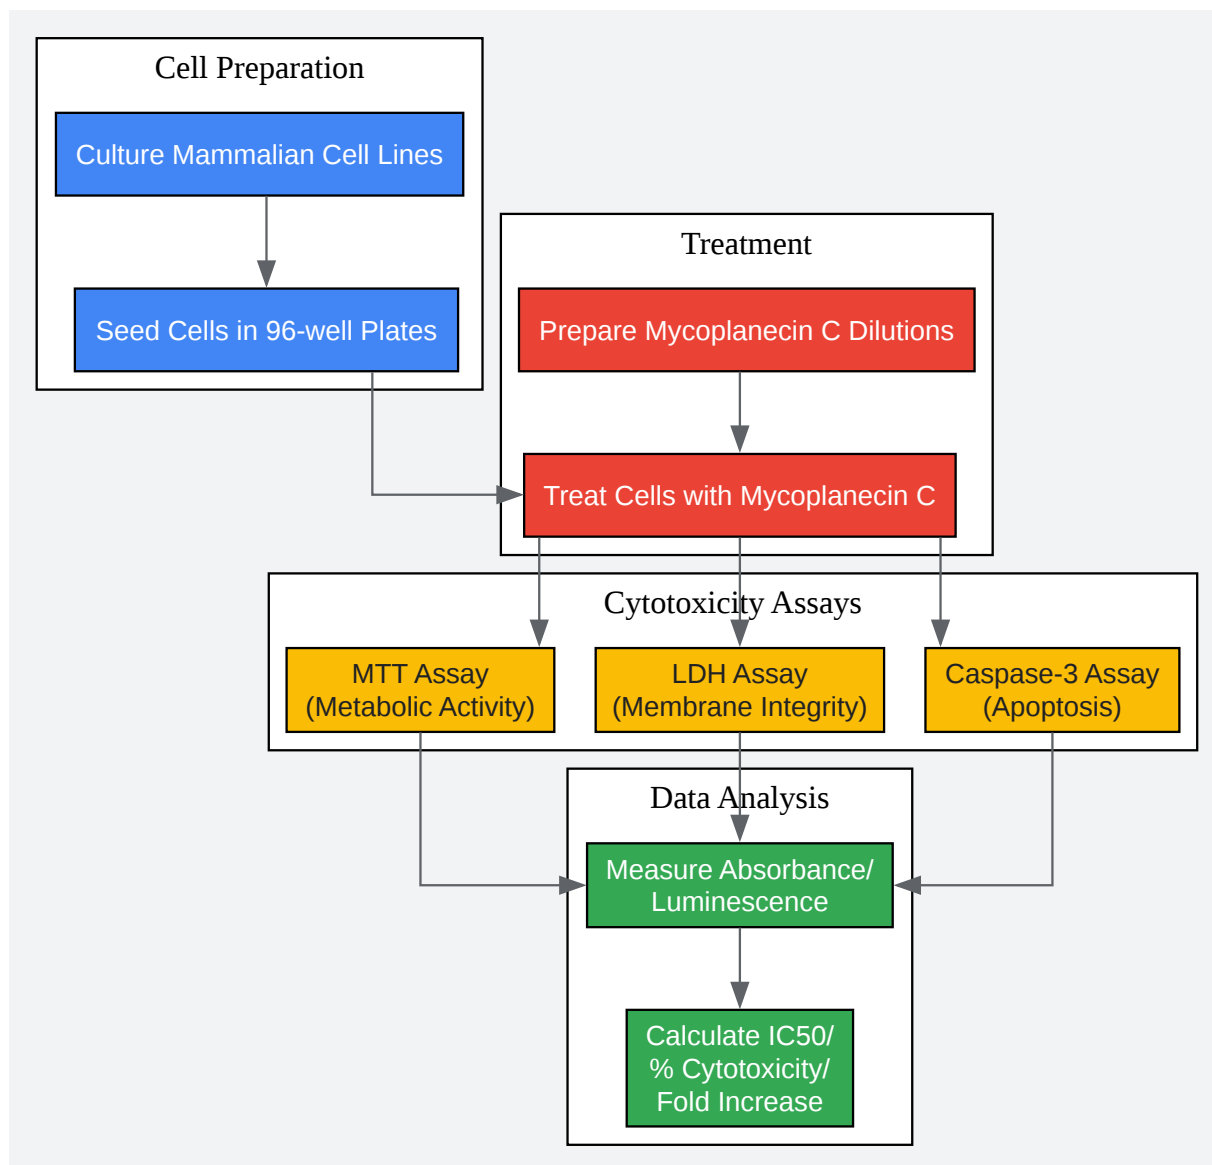 Cell Preparation
Culture Mammalian Cell Lines
Seed Cells in 96-well Plates
Treatment
Prepare Mycoplanecin C Dilutions
Treat Cells with Mycoplanecin C
Cytotoxicity Assays
MTT Assay
(Metabolic Activity)
LDH Assay
(Membrane Integrity)
Caspase-3 Assay
(Apoptosis)
Data Analysis
Measure Absorbance/
Luminescence
Calculate IC50/
% Cytotoxicity/
Fold Increase